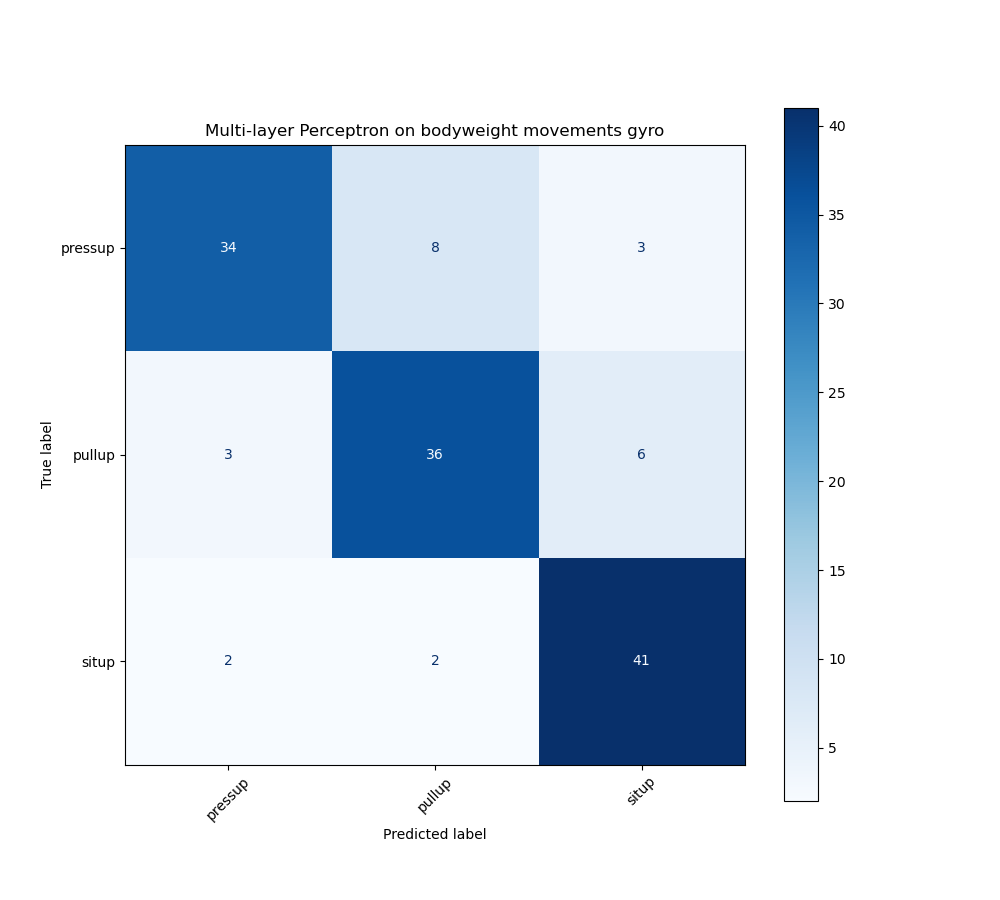 Multi-layer Perceptron on bodyweight movements gyro
True label
pressup
34
8
3
pullup
3
36
6
situp
2
2
41
pressup
pullup
situp
Predicted label
40
35
30
25
20
15
10
5